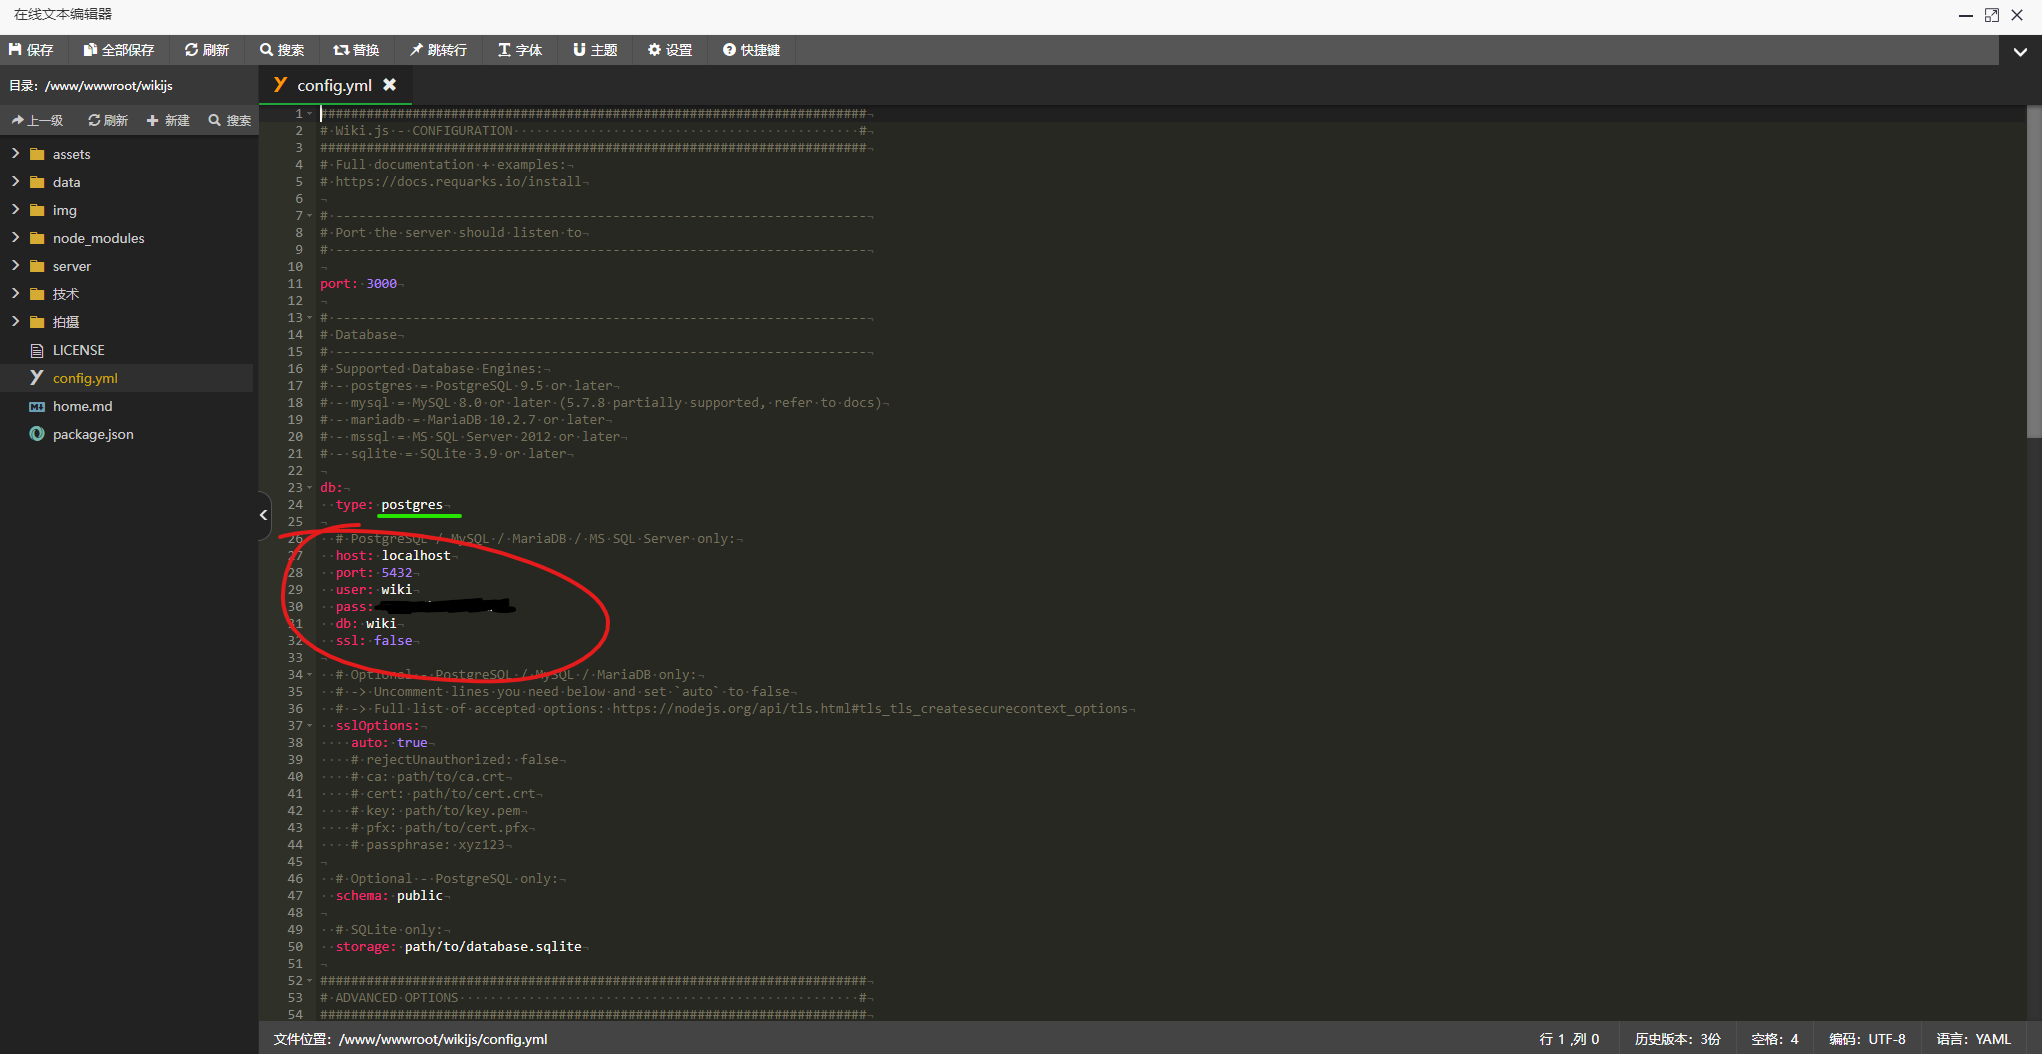 在线文本编辑器
保存 全部保存 刷新 搜索 替换 跳转行 字体 主题 设置 快捷键
目录：/www/wwwroot/wikijs
config.yml
上一级 刷新 新建 搜索
assets
data
img
node_modules
server
技术
拍摄
LICENSE
config.yml
home.md
package.json
1 #######################################################################
2 # Wiki.js - CONFIGURATION #
3 #######################################################################
4 # Full documentation + examples:
5 # https://docs.requarks.io/install
6
7 # ---------------------------------------------------------------------
8 # Port the server should listen to
9 # ---------------------------------------------------------------------
10
11 port: 3000
12
13 # ---------------------------------------------------------------------
14 # Database
15 # ---------------------------------------------------------------------
16 # Supported Database Engines:
17 # - postgres = PostgreSQL 9.5 or later
18 # - mysql = MySQL 8.0 or later (5.7.8 partially supported, refer to docs)
19 # - mariadb = MariaDB 10.2.7 or later
20 # - mssql = MS SQL Server 2012 or later
21 # - sqlite = SQLite 3.9 or later
22
23 db:
24 type: postgres
25
26 # PostgreSQL / MySQL / MariaDB / MS SQL Server only:
27 host: localhost
28 port: 5432
29 user: wiki
30 pass:
31 db: wiki
32 ssl: false
33
34 # Optional - PostgreSQL / MySQL / MariaDB only:
35 # -> Uncomment lines you need below and set `auto` to false
36 # -> Full list of accepted options: https://nodejs.org/api/tls.html#tls_tls_createsecurecontext_options
37 sslOptions:
38 auto: true
39 # rejectUnauthorized: false
40 # ca: path/to/ca.crt
41 # cert: path/to/cert.crt
42 # key: path/to/key.pem
43 # pfx: path/to/cert.pfx
44 # passphrase: xyz123
45
46 # Optional - PostgreSQL only:
47 schema: public
48
49 # SQLite only:
50 storage: path/to/database.sqlite
51
52 #######################################################################
53 # ADVANCED OPTIONS #
54 #######################################################################
文件位置：/www/wwwroot/wikijs/config.yml 行 1 ,列 0 历史版本：3份 空格：4 编码：UTF-8 语言：YAML